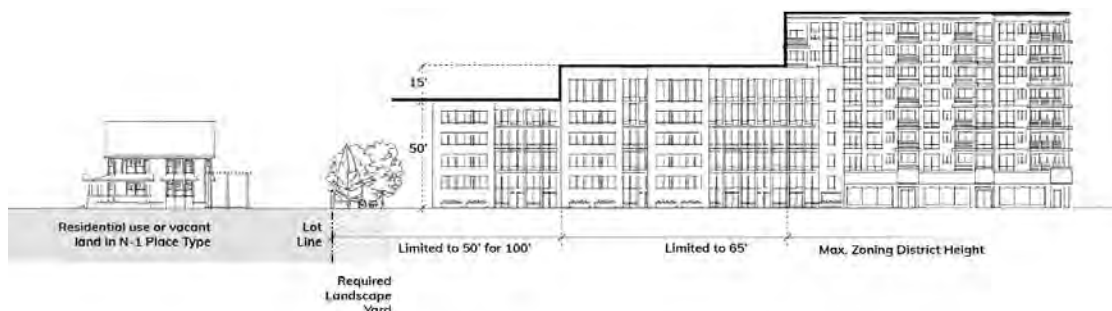 15'
50'
Residential use or vacant
land in N-1 Place Type
Lot
Line
Limited to 50' for 100'
Limited to 65'
Max. Zoning District Height
Required
Landscape
Yard